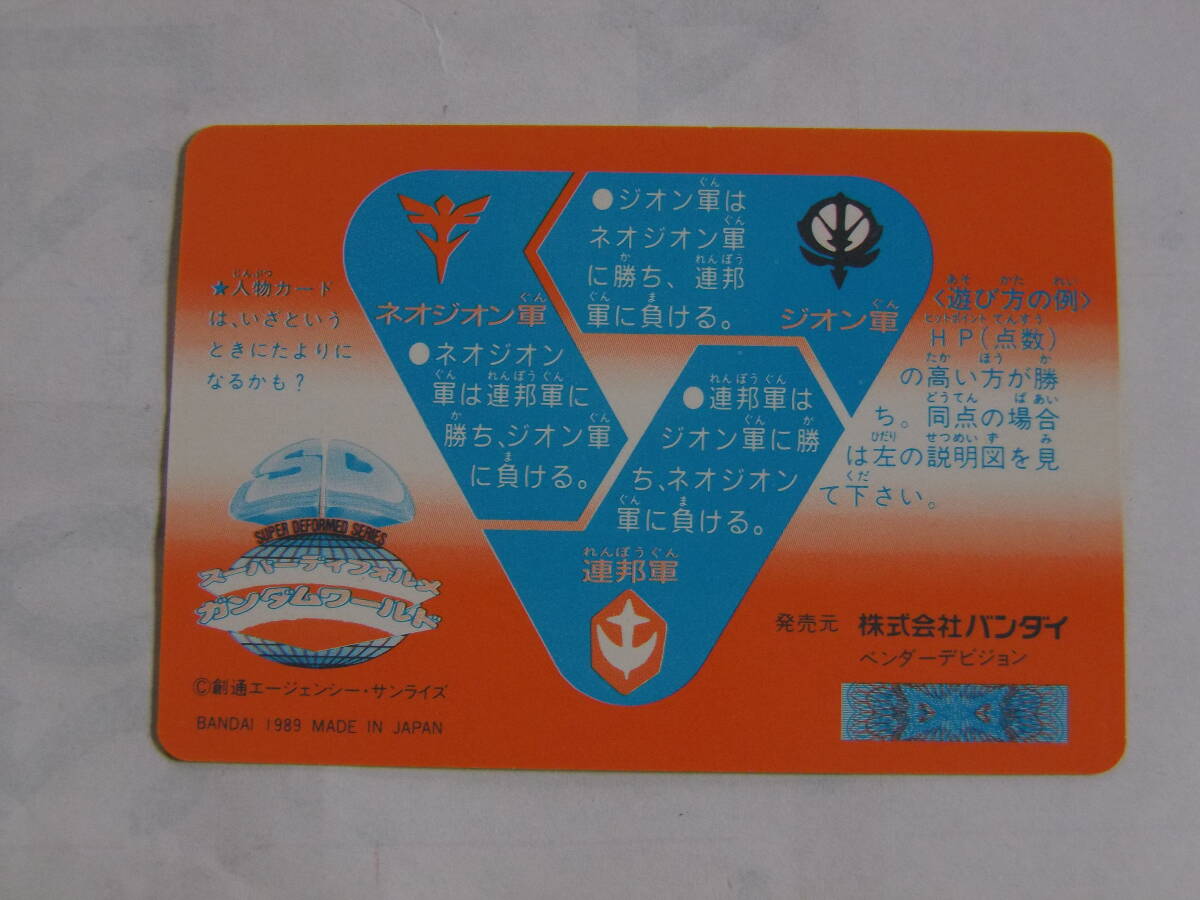 ★人物カード
は、いざという
ときにたよりに
なるかも？
ネオジオン軍
●ネオジオン
軍は連邦軍に
勝ち、ジオン軍
に負ける。
●ジオン軍は
ネオジオン軍
に勝ち、連邦
軍に負ける。
ジオン軍
●連邦軍は
ジオン軍に勝
ち、ネオジオン
軍に負ける。
連邦軍
〈遊び方の例〉
HP(点数)
の高い方が勝
ち。同点の場合
は左の説明図を見
て下さい。
SD
SUPER DEFORMED SERIES
スーパーディフォルメ
ガンダムワールド
©創通エージェンシー・サンライズ
BANDAI 1989 MADE IN JAPAN
発売元 株式会社バンダイ
ベンダーデビジョン